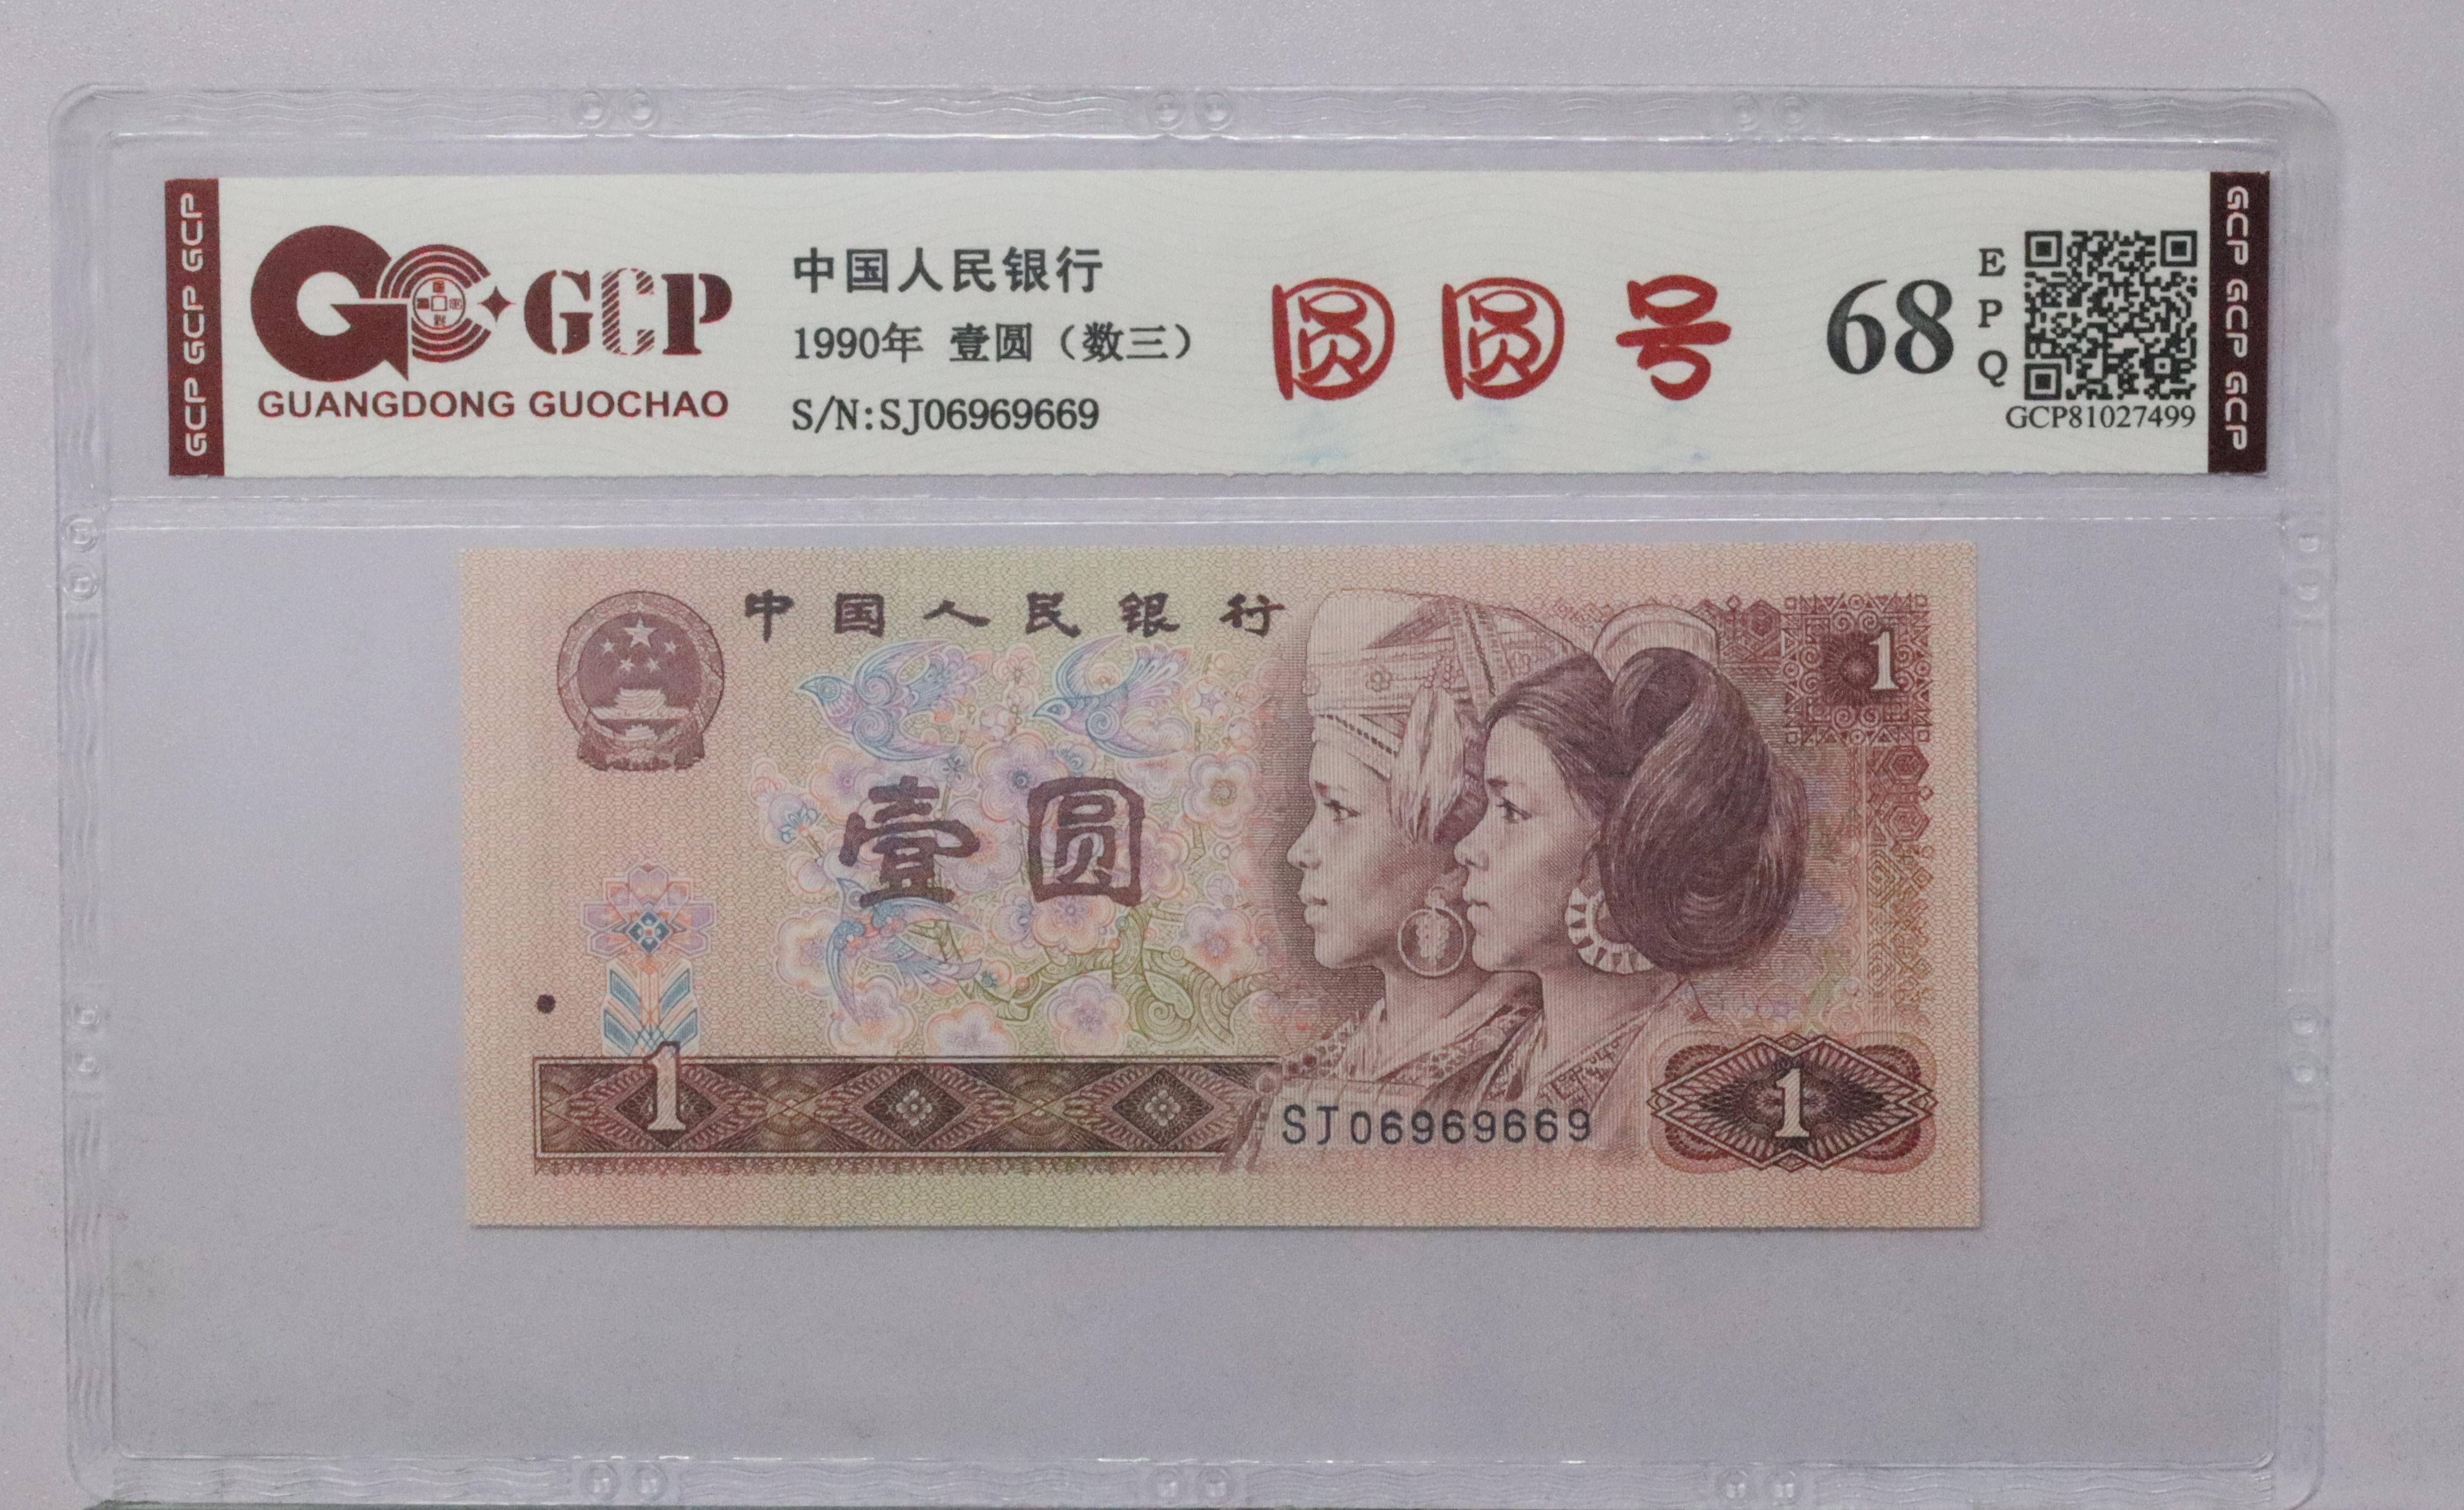 GCP GCP GCP
GCP
GUANGDONG GUOCHAO
中国人民银行
1990年 壹圆（数三）
S/N:SJ06969669
圆圆号
68
EPQ
GCP81027499
GCP GCP GCP
中国人民银行
1
壹圆
1
SJ06969669
1